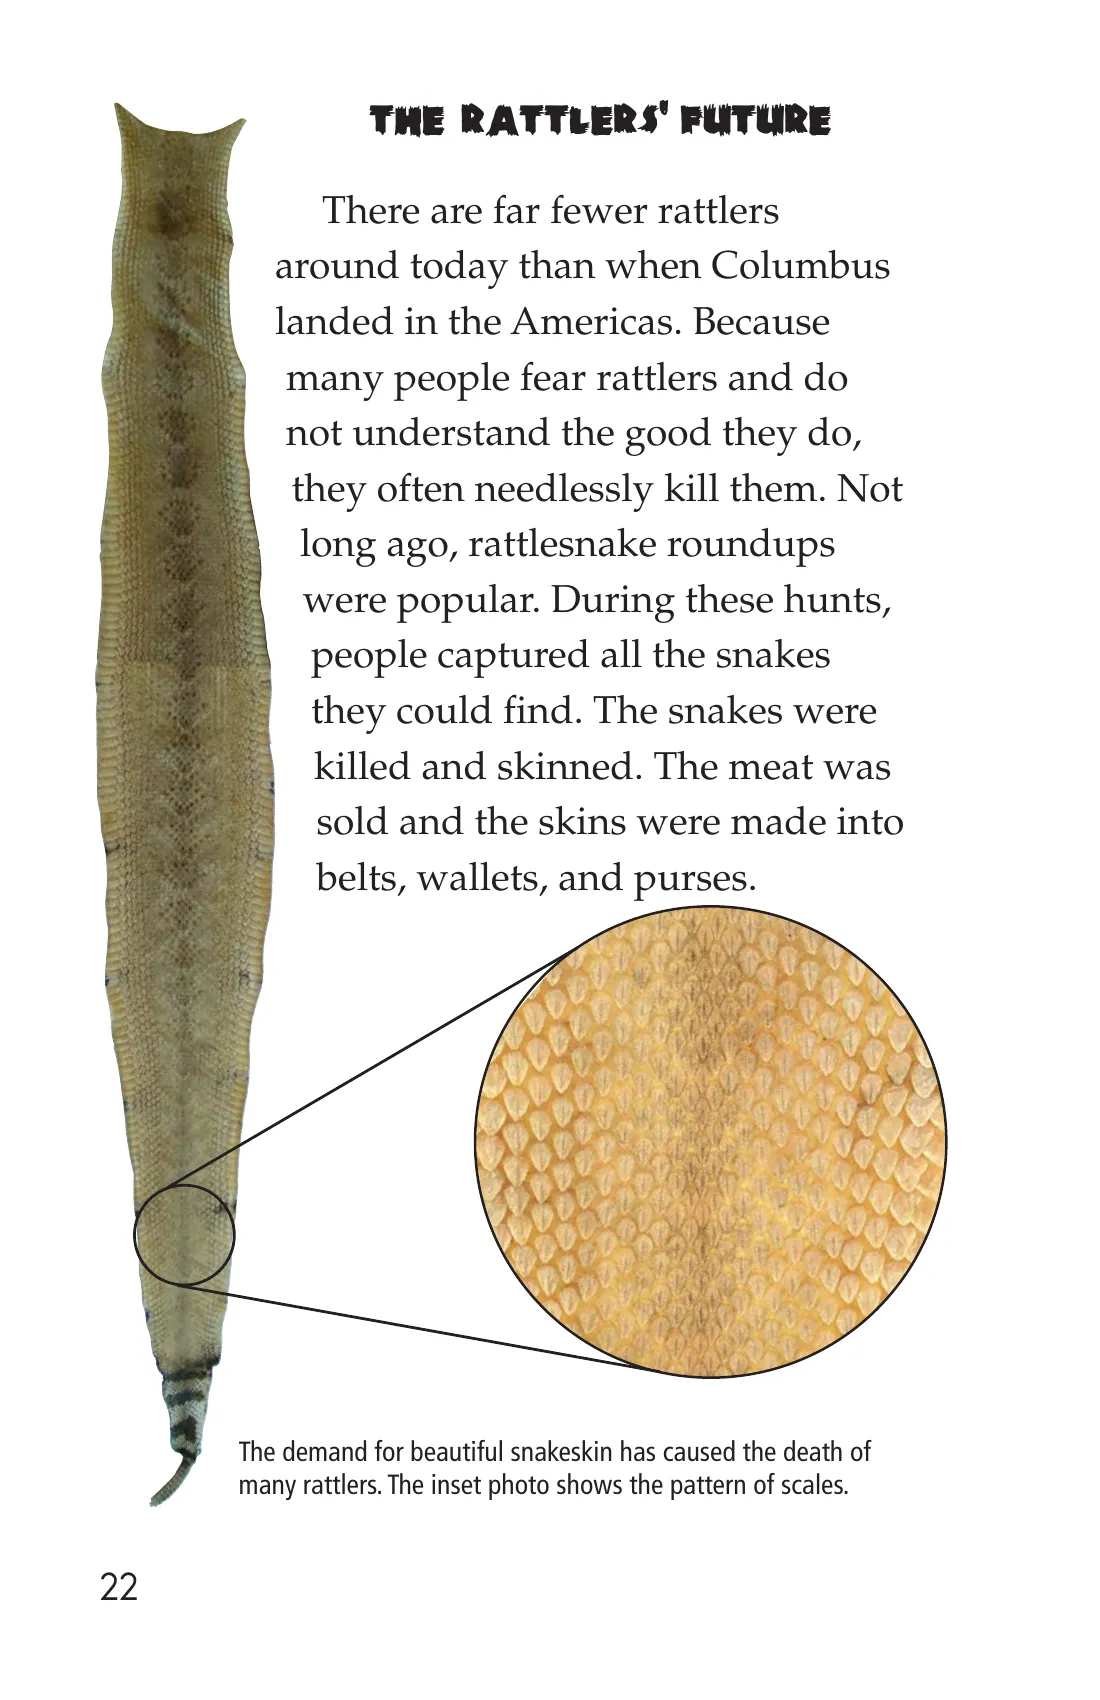 THE RATTLERS' FUTURE
There are far fewer rattlers
around today than when Columbus
landed in the Americas. Because
many people fear rattlers and do
not understand the good they do,
they often needlessly kill them. Not
long ago, rattlesnake roundups
were popular. During these hunts,
people captured all the snakes
they could find. The snakes were
killed and skinned. The meat was
sold and the skins were made into
belts, wallets, and purses.
The demand for beautiful snakeskin has caused the death of
many rattlers. The inset photo shows the pattern of scales.
22